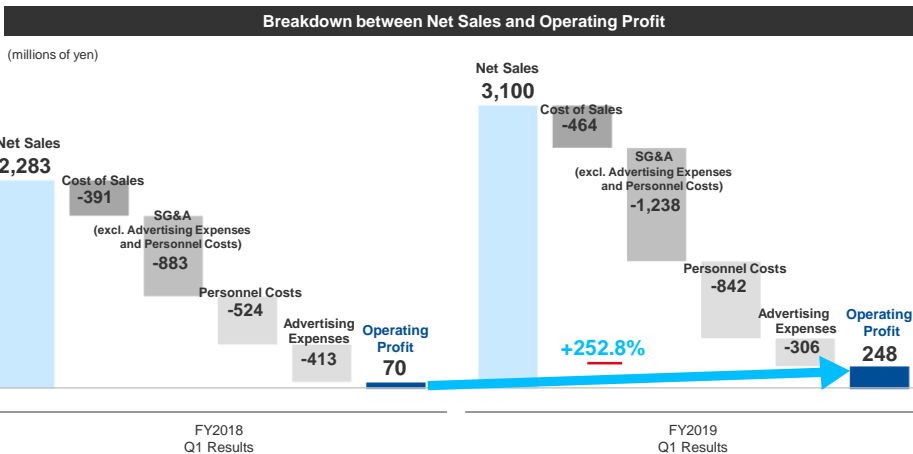 Breakdown between Net Sales and Operating Profit
(millions of yen)
Net Sales
2,283
Cost of Sales
-391
SG&A
(excl. Advertising Expenses
and Personnel Costs)
-883
Personnel Costs
-524
Advertising
Expenses
-413
Operating
Profit
70
FY2018
Q1 Results
Net Sales
3,100
Cost of Sales
-464
SG&A
(excl. Advertising Expenses
and Personnel Costs)
-1,238
Personnel Costs
-842
Advertising
Expenses
-306
Operating
Profit
248
+252.8%
FY2019
Q1 Results